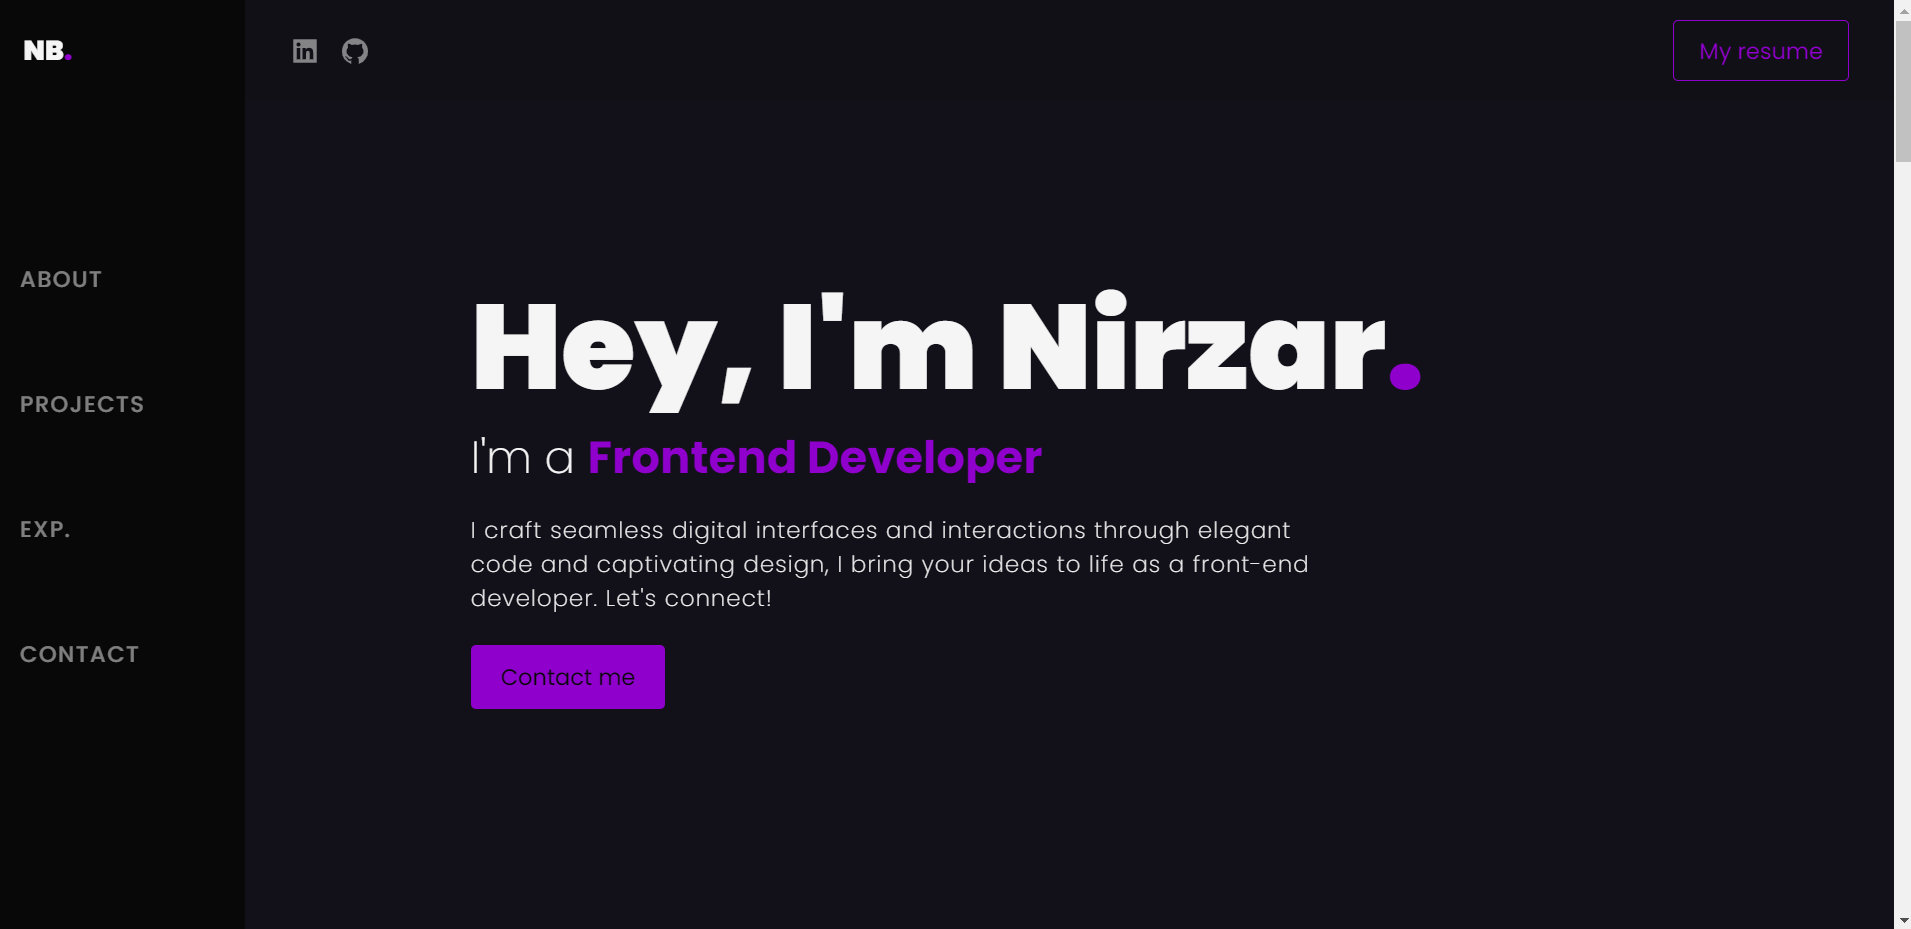 NB.
My resume
ABOUT
PROJECTS
EXP.
CONTACT
Hey, I'm Nirzar.
I'm a Frontend Developer
I craft seamless digital interfaces and interactions through elegant
code and captivating design, I bring your ideas to life as a front-end
developer. Let's connect!
Contact me